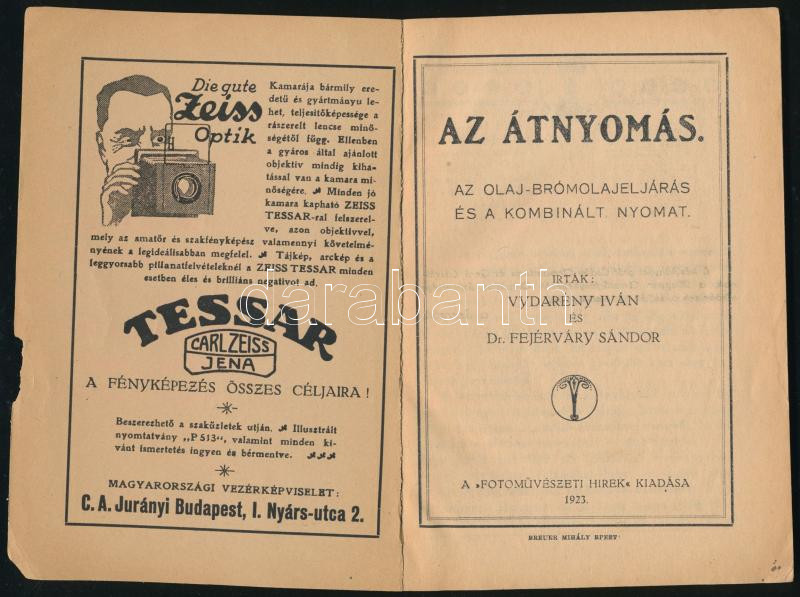 Die gute
Zeiss
Optik
Kamarája bármily ere-
detű és gyártmányu le-
het, teljesitőképessége a
rászerelt lencse minő-
ségétől függ. Ellenben
a gyáros által ajánlott
objektiv mindig kiha-
tással van a kamara mi-
nőségére. Minden jó
kamara kapható ZEISS
TESSAR-ral felszerel-
ve, azon objektivvel,
mely az amatőr és szakfényképész valamennyi követelmé-
nyének a legideálisabban megfelel. Tájkép, arckép és a
leggyorsabb pillanatfelvételeknél a ZEISS TESSAR minden
esetben éles és brilliáns negativot ad.
TESSAR
CARL ZEISS
JENA
A FÉNYKÉPEZÉS ÖSSZES CÉLJAIRA!
Beszerezhető a szaküzletek utján. Illusztrált
nyomtatvány „P 513“, valamint minden ki-
vánt ismertetés ingyen és bérmentve.
MAGYARORSZÁGI VEZÉRKÉPVISELET:
C. A. Jurányi Budapest, I. Nyárs-utca 2.
AZ ÁTNYOMÁS.
AZ OLAJ-BRÓMOLAJELJÁRÁS
ÉS A KOMBINÁLT NYOMAT.
IRTÁK:
VYDARENY IVÁN
ÉS
Dr. FEJÉRVÁRY SÁNDOR
A »FOTOMŰVÉSZETI HIREK« KIADÁSA
1923.
BREUER MIHÁLY BPEST
darabanth